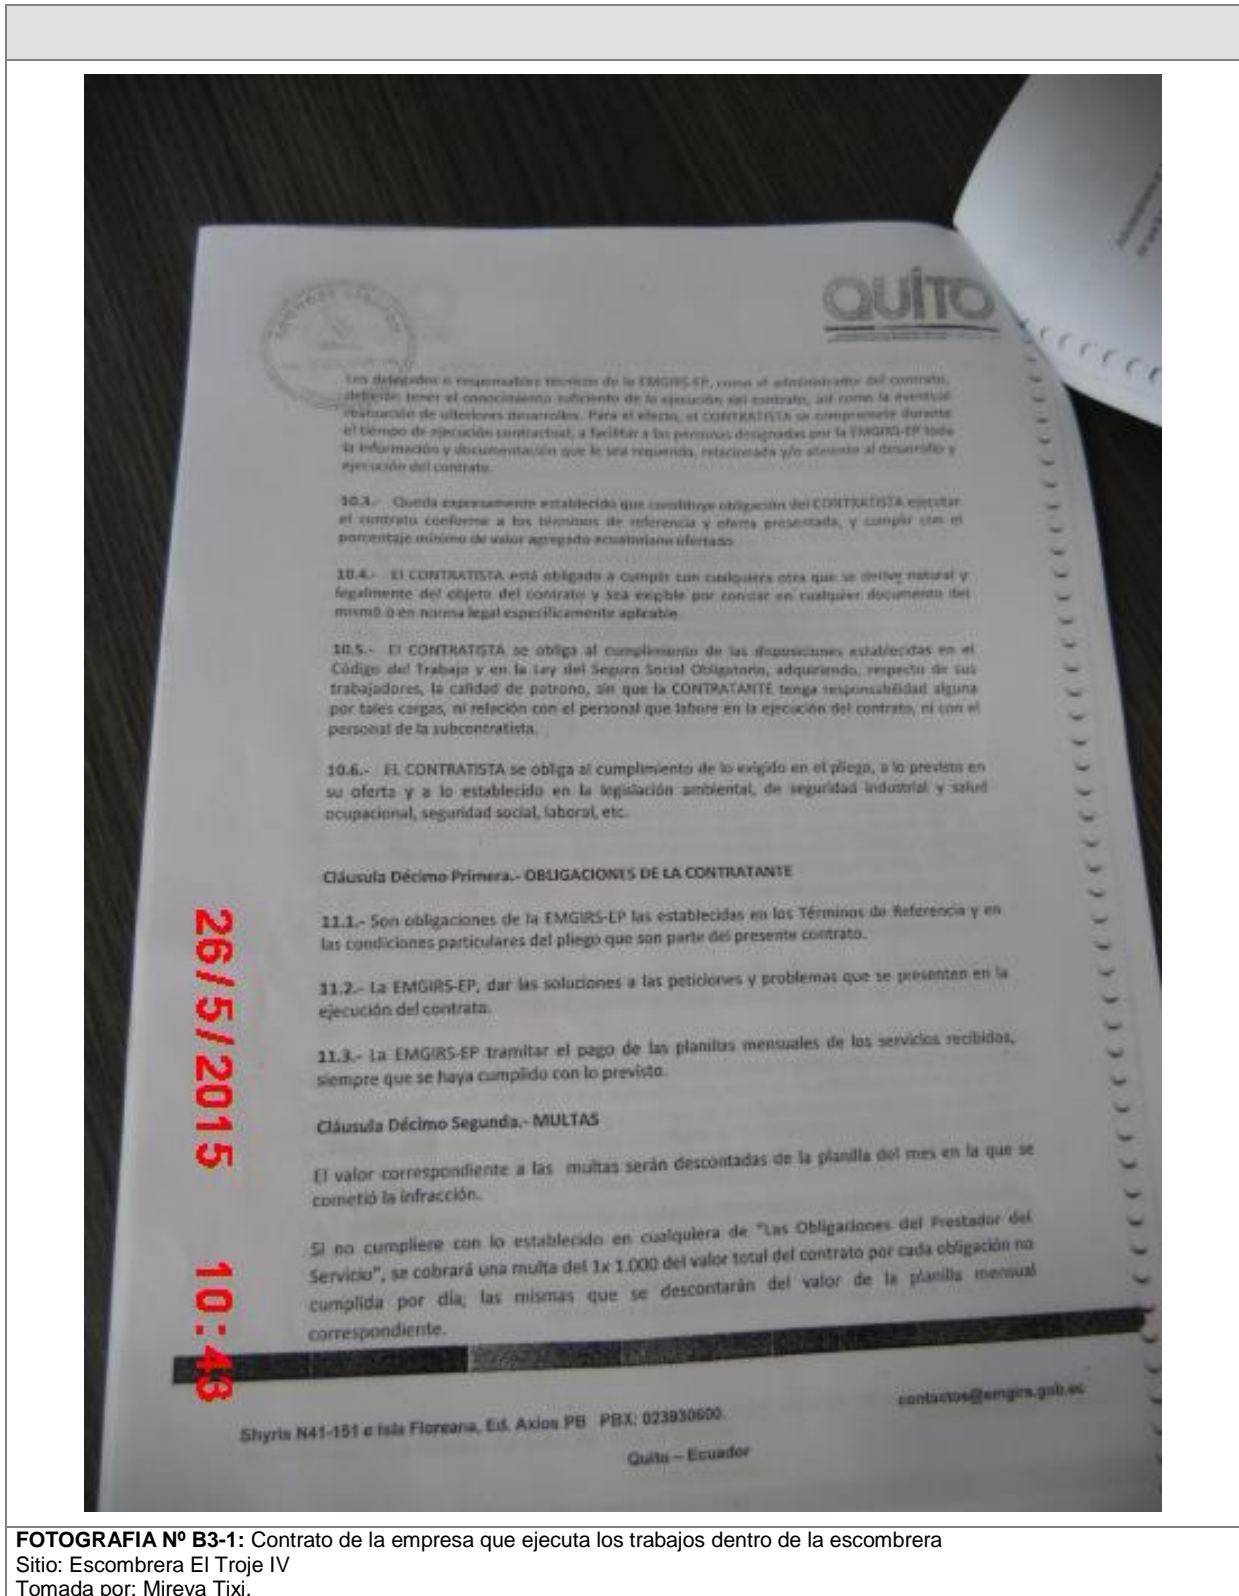 QUITO
Los delegados o responsables técnicos de la EMGIRS-EP, como el administrador del contrato,
deberán tener el conocimiento suficiente de la ejecución del contrato, así como la eventual
realización de ulteriores desarrollos. Para el efecto, el CONTRATISTA se compromete durante
el tiempo de ejecución contractual, a facilitar a las personas designadas por la EMGIRS-EP toda
la información y documentación que le sea requerida, relacionada y/o atinente al desarrollo y
ejecución del contrato.
10.3.- Queda expresamente establecido que constituye obligación del CONTRATISTA ejecutar
el contrato conforme a los términos de referencia y oferta presentada, y cumplir con el
porcentaje mínimo de valor agregado ecuatoriano ofertado
10.4.- El CONTRATISTA está obligado a cumplir con cualquiera otra que se derive natural y
legalmente del objeto del contrato y sea exigible por constar en cualquier documento del
mismo o en norma legal específicamente aplicable
10.5.- El CONTRATISTA se obliga al cumplimiento de las disposiciones establecidas en el
Código del Trabajo y en la Ley del Seguro Social Obligatorio, adquiriendo, respecto de sus
trabajadores, la calidad de patrono, sin que la CONTRATANTE tenga responsabilidad alguna
por tales cargas, ni relación con el personal que labore en la ejecución del contrato, ni con el
personal de la subcontratista.
10.6.- EL CONTRATISTA se obliga al cumplimiento de lo exigido en el pliego, a lo previsto en
su oferta y a lo establecido en la legislación ambiental, de seguridad industrial y salud
ocupacional, seguridad social, laboral, etc.
Cláusula Décimo Primera.- OBLIGACIONES DE LA CONTRATANTE
11.1.- Son obligaciones de la EMGIRS-EP las establecidas en los Términos de Referencia y en
las condiciones particulares del pliego que son parte del presente contrato.
11.2.- La EMGIRS-EP, dar las soluciones a las peticiones y problemas que se presenten en la
ejecución del contrato.
11.3.- La EMGIRS-EP tramitar el pago de las planillas mensuales de los servicios recibidos,
siempre que se haya cumplido con lo previsto.
Cláusula Décimo Segunda.- MULTAS
El valor correspondiente a las multas serán descontadas de la planilla del mes en la que se
cometió la infracción.
Si no cumpliere con lo establecido en cualquiera de "Las Obligaciones del Prestador del
Servicio", se cobrará una multa del 1x 1.000 del valor total del contrato por cada obligación no
cumplida por día; las mismas que se descontarán del valor de la planilla mensual
correspondiente.
Shyris N41-151 e Isla Floreana, Ed. Axios PB PBX: 023930600.
contactos@emgirs.gob.ec
Quito – Ecuador
26/5/2015 10:43
FOTOGRAFIA Nº B3-1: Contrato de la empresa que ejecuta los trabajos dentro de la escombrera
Sitio: Escombrera El Troje IV
Tomada por: Mireya Tixi.